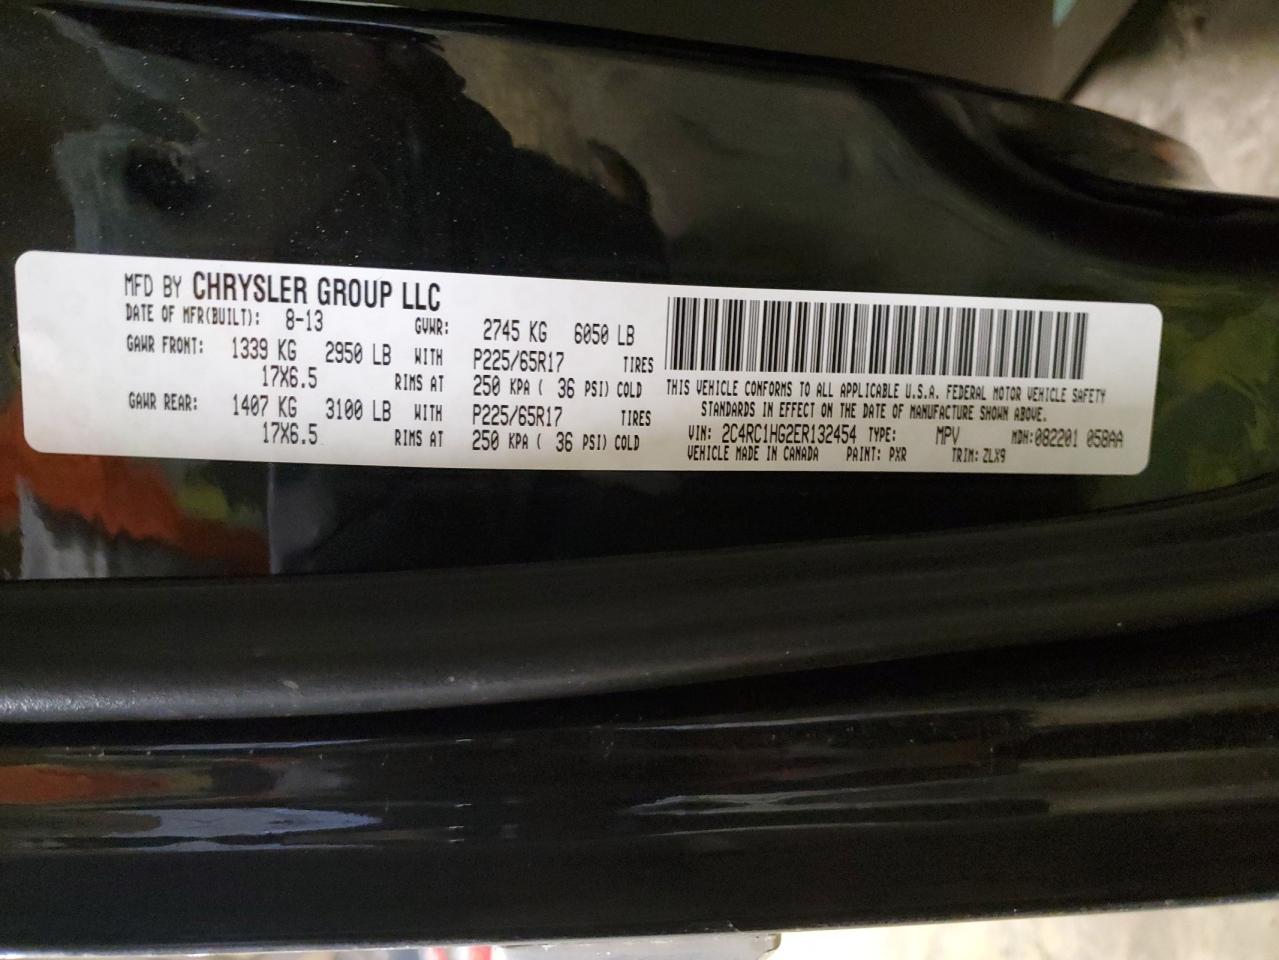 MFD BY CHRYSLER GROUP LLC
DATE OF MFR(BUILT): 8-13 GVWR: 2745 KG 6050 LB
GAWR FRONT: 1339 KG 2950 LB WITH P225/65R17 TIRES
17X6.5 RIMS AT 250 KPA ( 36 PSI) COLD
GAWR REAR: 1407 KG 3100 LB WITH P225/65R17 TIRES
17X6.5 RIMS AT 250 KPA ( 36 PSI) COLD
THIS VEHICLE CONFORMS TO ALL APPLICABLE U.S.A. FEDERAL MOTOR VEHICLE SAFETY
STANDARDS IN EFFECT ON THE DATE OF MANUFACTURE SHOWN ABOVE.
VIN: 2C4RC1HG2ER132454 TYPE: MPV MDH:082201 058AA
VEHICLE MADE IN CANADA PAINT: PXR TRIM: ZLX9